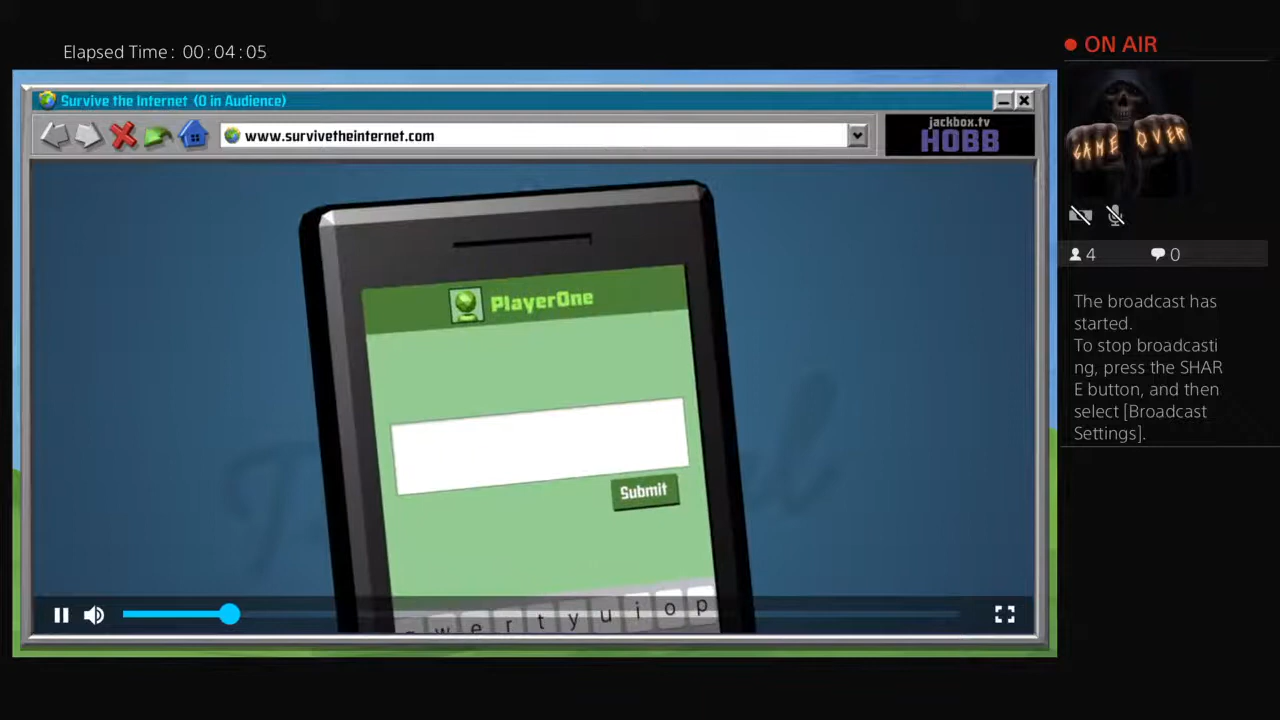 Elapsed Time: 00:04:05
ON AIR
Survive the Internet (0 in Audience)
www.survivetheinternet.com
jackbox.tv
HOBB
GAME OVER
4
0
PlayerOne
The broadcast has
started.
To stop broadcasti
ng, press the SHAR
E button, and then
select [Broadcast
Settings].
Submit
w e r t y u i o p